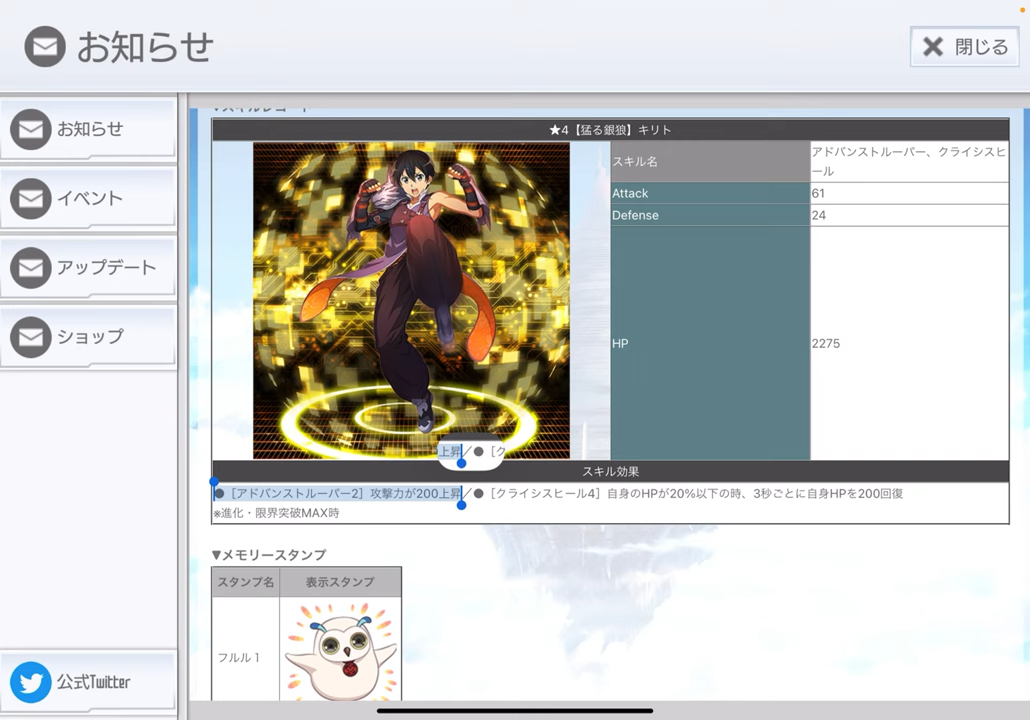 お知らせ
閉じる
お知らせ
イベント
アップデート
ショップ
公式Twitter
▼スキルレコード
★4【猛る銀狼】キリト
スキル名
アドバンストルーパー、クライシスヒ
ール
Attack
61
Defense
24
HP
2275
上昇／●［ク
スキル効果
●［アドバンストルーパー2］攻撃力が200上昇／●［クライシスヒール4］自身のHPが20%以下の時、3秒ごとに自身HPを200回復
※進化・限界突破MAX時
▼メモリースタンプ
スタンプ名
表示スタンプ
フルル 1